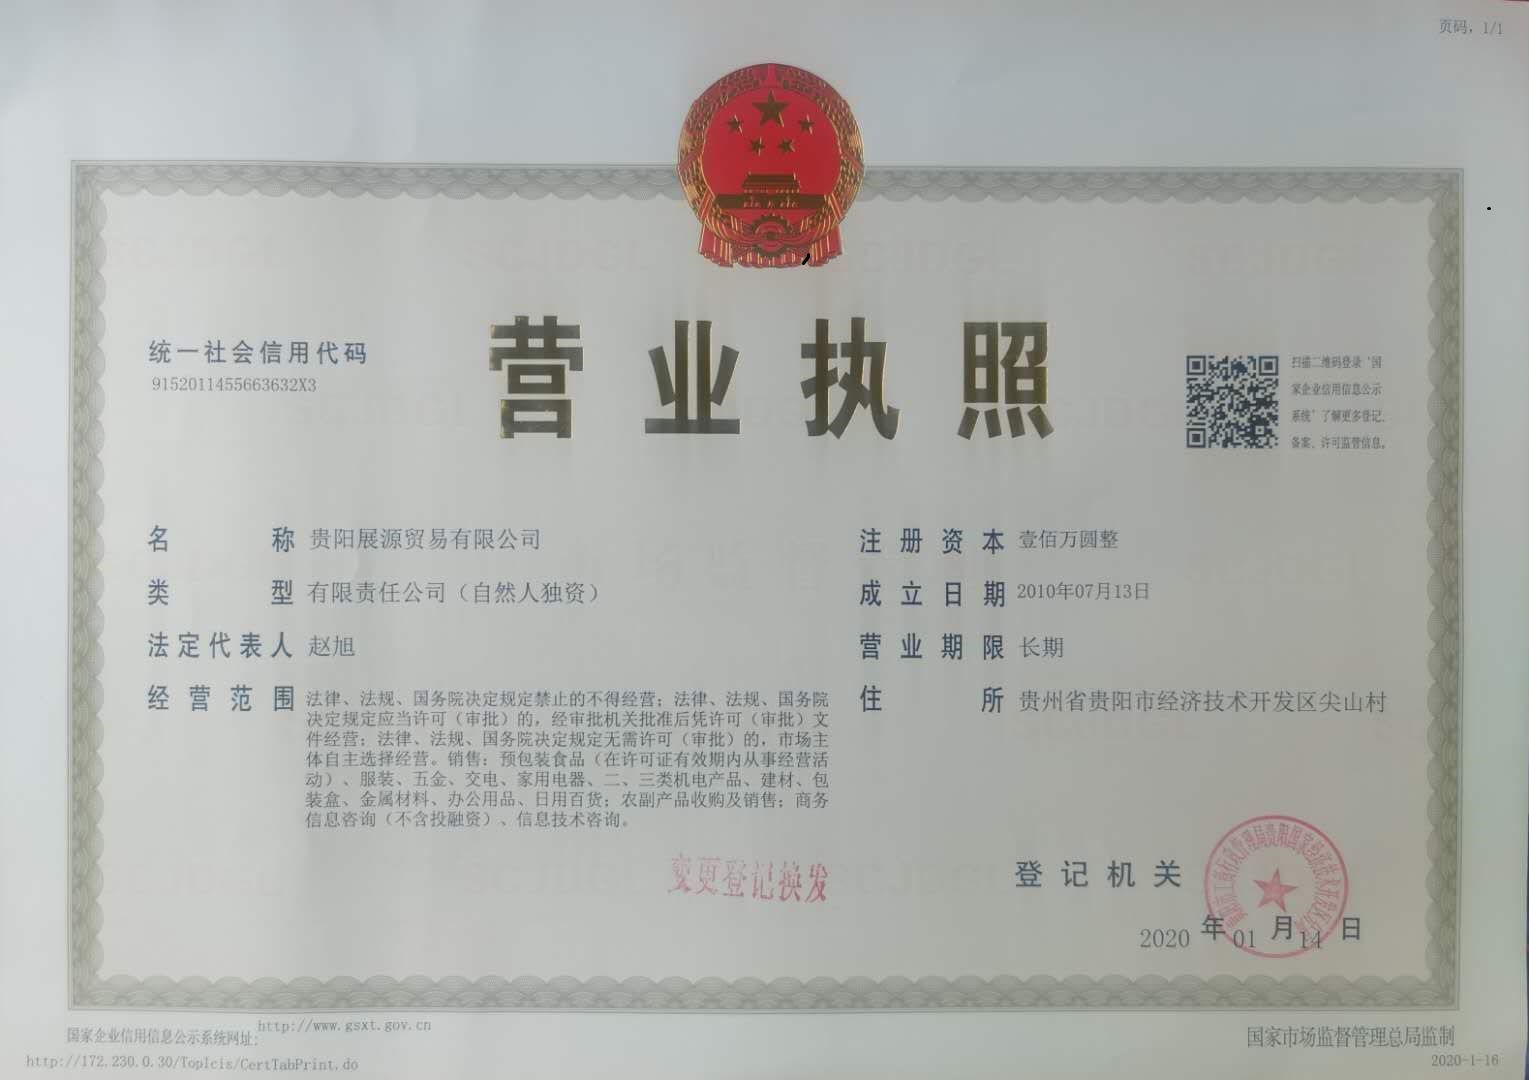 页码，1/1
统一社会信用代码
9152011455663632X3
营业执照
扫描二维码登录‘国
家企业信用信息公示
系统’了解更多登记、
备案、许可监管信息。
名称 贵阳展源贸易有限公司
类型 有限责任公司（自然人独资）
法定代表人 赵旭
经营范围 法律、法规、国务院决定规定禁止的不得经营；法律、法规、国务院
决定规定应当许可（审批）的，经审批机关批准后凭许可（审批）文
件经营；法律、法规、国务院决定规定无需许可（审批）的，市场主
体自主选择经营。销售：预包装食品（在许可证有效期内从事经营活
动）、服装、五金、交电、家用电器、二、三类机电产品、建材、包
装盒、金属材料、办公用品、日用百货；农副产品收购及销售；商务
信息咨询（不含投融资）、信息技术咨询。
注册资本 壹佰万圆整
成立日期 2010年07月13日
营业期限 长期
住所 贵州省贵阳市经济技术开发区尖山村
变更登记换发
登记机关
2020年01月14日
国家企业信用信息公示系统网址：http://www.gsxt.gov.cn
国家市场监督管理总局监制
http://172.230.0.30/TopIcis/CertTabPrint.do
2020-1-16